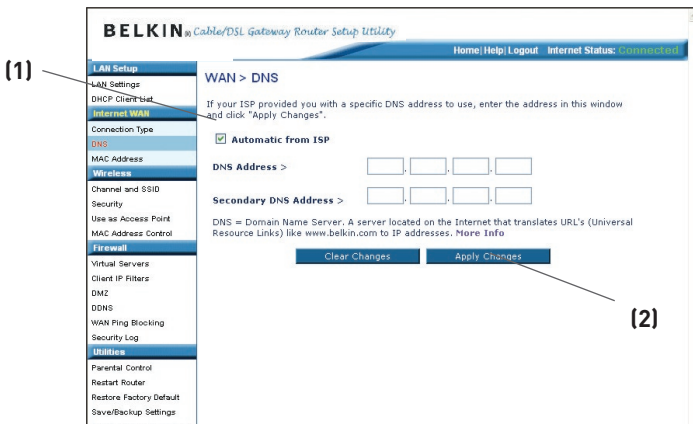 BELKIN® Cable/DSL Gateway Router Setup Utility
Home|Help|Logout Internet Status: Connected
(1)
LAN Setup
LAN Settings
DHCP Client List
Internet WAN
Connection Type
DNS
MAC Address
Wireless
Channel and SSID
Security
Use as Access Point
MAC Address Control
Firewall
Virtual Servers
Client IP Filters
DMZ
DDNS
WAN Ping Blocking
Security Log
Utilities
Parental Control
Restart Router
Restore Factory Default
Save/Backup Settings
WAN > DNS
If your ISP provided you with a specific DNS address to use, enter the address in this window
and click "Apply Changes".
Automatic from ISP
DNS Address >
. . .
Secondary DNS Address >
. . .
DNS = Domain Name Server. A server located on the Internet that translates URL's (Universal
Resource Links) like www.belkin.com to IP addresses. More Info
Clear Changes Apply Changes
(2)